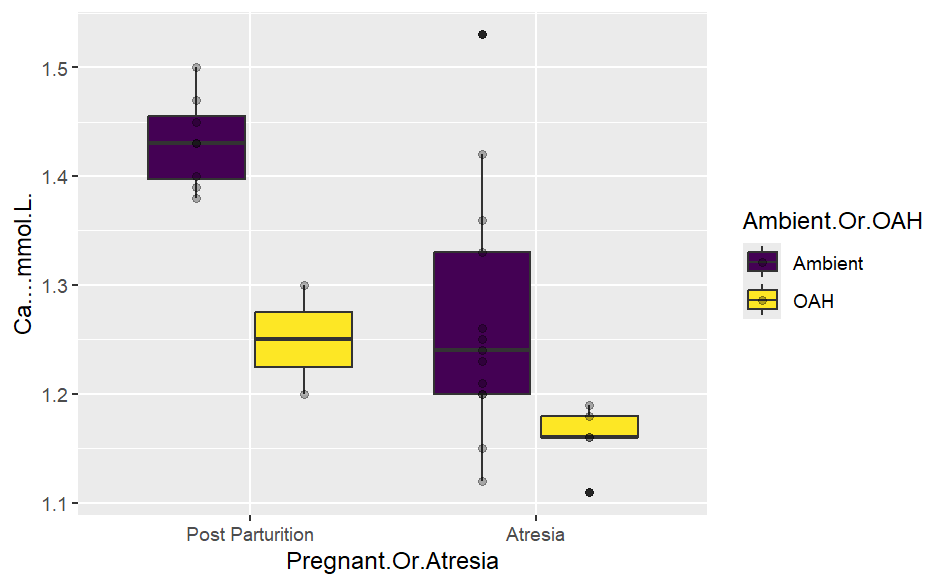 1.5
1.4
1.3
1.2
1.1
Ca....mmol.L.
Post Parturition
Atresia
Pregnant.Or.Atresia
Ambient.Or.OAH
Ambient
OAH